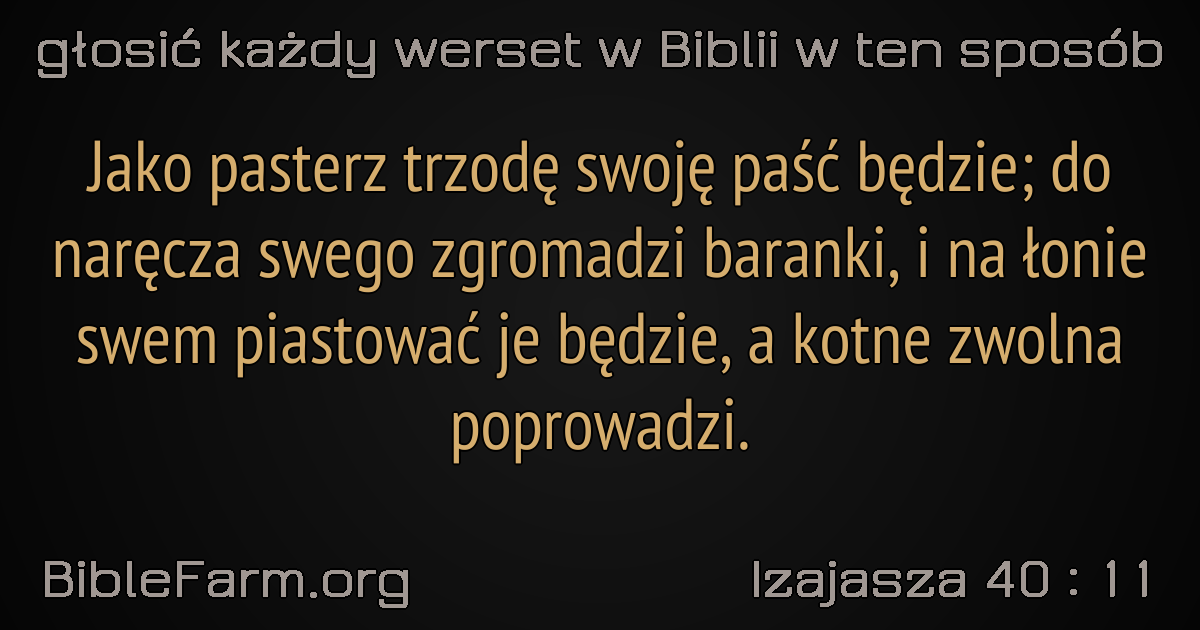 głosić każdy werset w Biblii w ten sposób
Jako pasterz trzodę swoję paść będzie; do
naręcza swego zgromadzi baranki, i na łonie
swem piastować je będzie, a kotne zwolna
poprowadzi.
BibleFarm.org
Izajasza 40 : 11